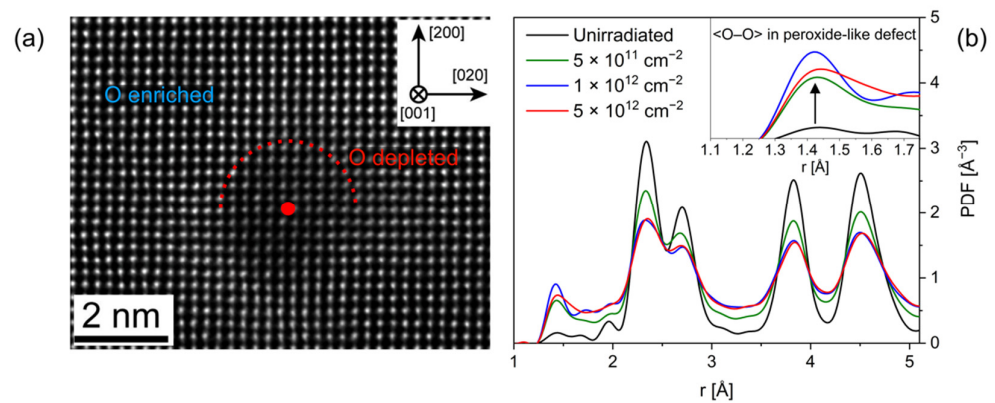 (a)
[200]
[020]
[001]
O enriched
O depleted
2 nm
(b)
Unirradiated
5 × 10¹¹ cm⁻²
1 × 10¹² cm⁻²
5 × 10¹² cm⁻²
<O–O> in peroxide-like defect
1.1 1.2 1.3 1.4 1.5 1.6 1.7
r [Å]
5
4
3
2
1
0
PDF [Å⁻³]
1 2 3 4 5
r [Å]